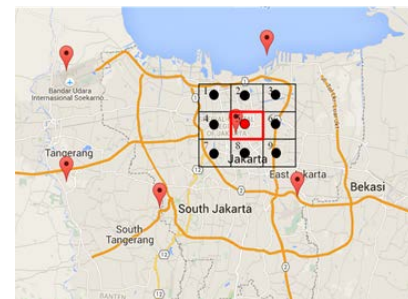 Bandar Udara
Internasional Soekarno
1 2 3
4 6
7 8 9
Jakarta
Tangerang
East Jakarta
Bekasi
South Jakarta
South
Tangerang
BANTEN